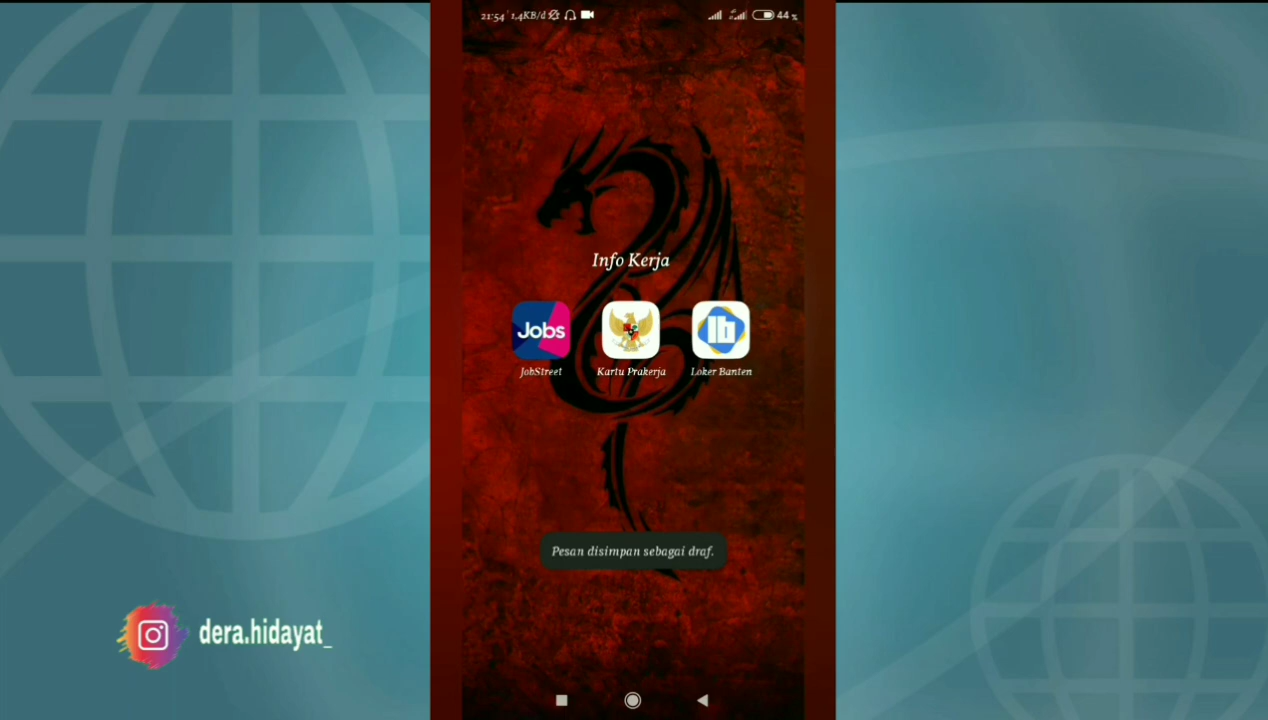 21:54 1,4KB/d 44 %
Info Kerja
Jobs
lb
JobStreet Kartu Prakerja Loker Banten
Pesan disimpan sebagai draf.
dera.hidayat_